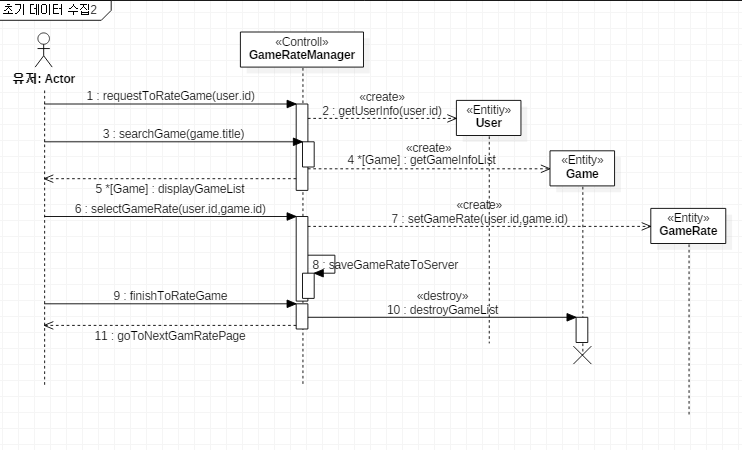 초기 데이터 수집2
«Controll»
GameRateManager
유저: Actor
1 : requestToRateGame(user.id)
«create»
2 : getUserInfo(user.id)
«Entitiy»
User
3 : searchGame(game.title)
«create»
4 *[Game] : getGameInfoList
«Entity»
Game
5 *[Game] : displayGameList
6 : selectGameRate(user.id,game.id)
«create»
7 : setGameRate(user.id,game.id)
«Entity»
GameRate
8 : saveGameRateToServer
9 : finishToRateGame
«destroy»
10 : destroyGameList
11 : goToNextGamRatePage